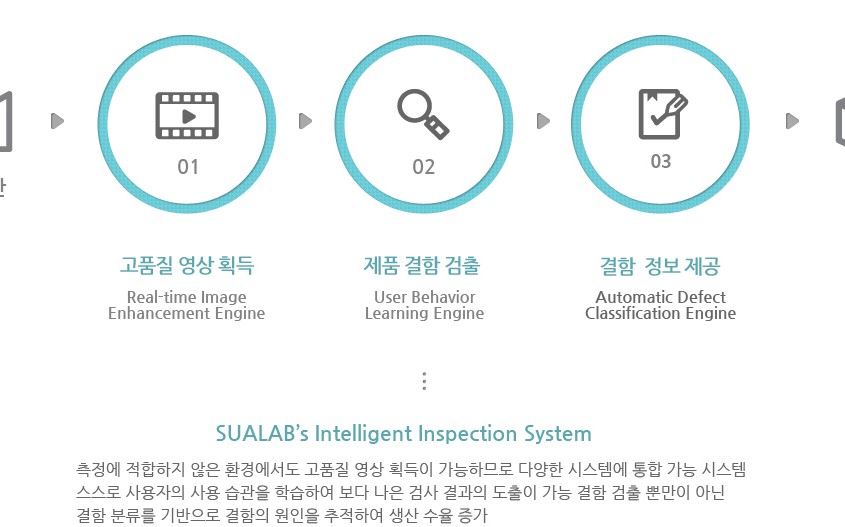 01
02
03
고품질 영상 획득
제품 결함 검출
결함 정보 제공
Real-time Image
Enhancement Engine
User Behavior
Learning Engine
Automatic Defect
Classification Engine
SUALAB's Intelligent Inspection System
측정에 적합하지 않은 환경에서도 고품질 영상 획득이 가능하므로 다양한 시스템에 통합 가능 시스템
스스로 사용자의 사용 습관을 학습하여 보다 나은 검사 결과의 도출이 가능 결함 검출 뿐만이 아닌
결함 분류를 기반으로 결함의 원인을 추적하여 생산 수율 증가